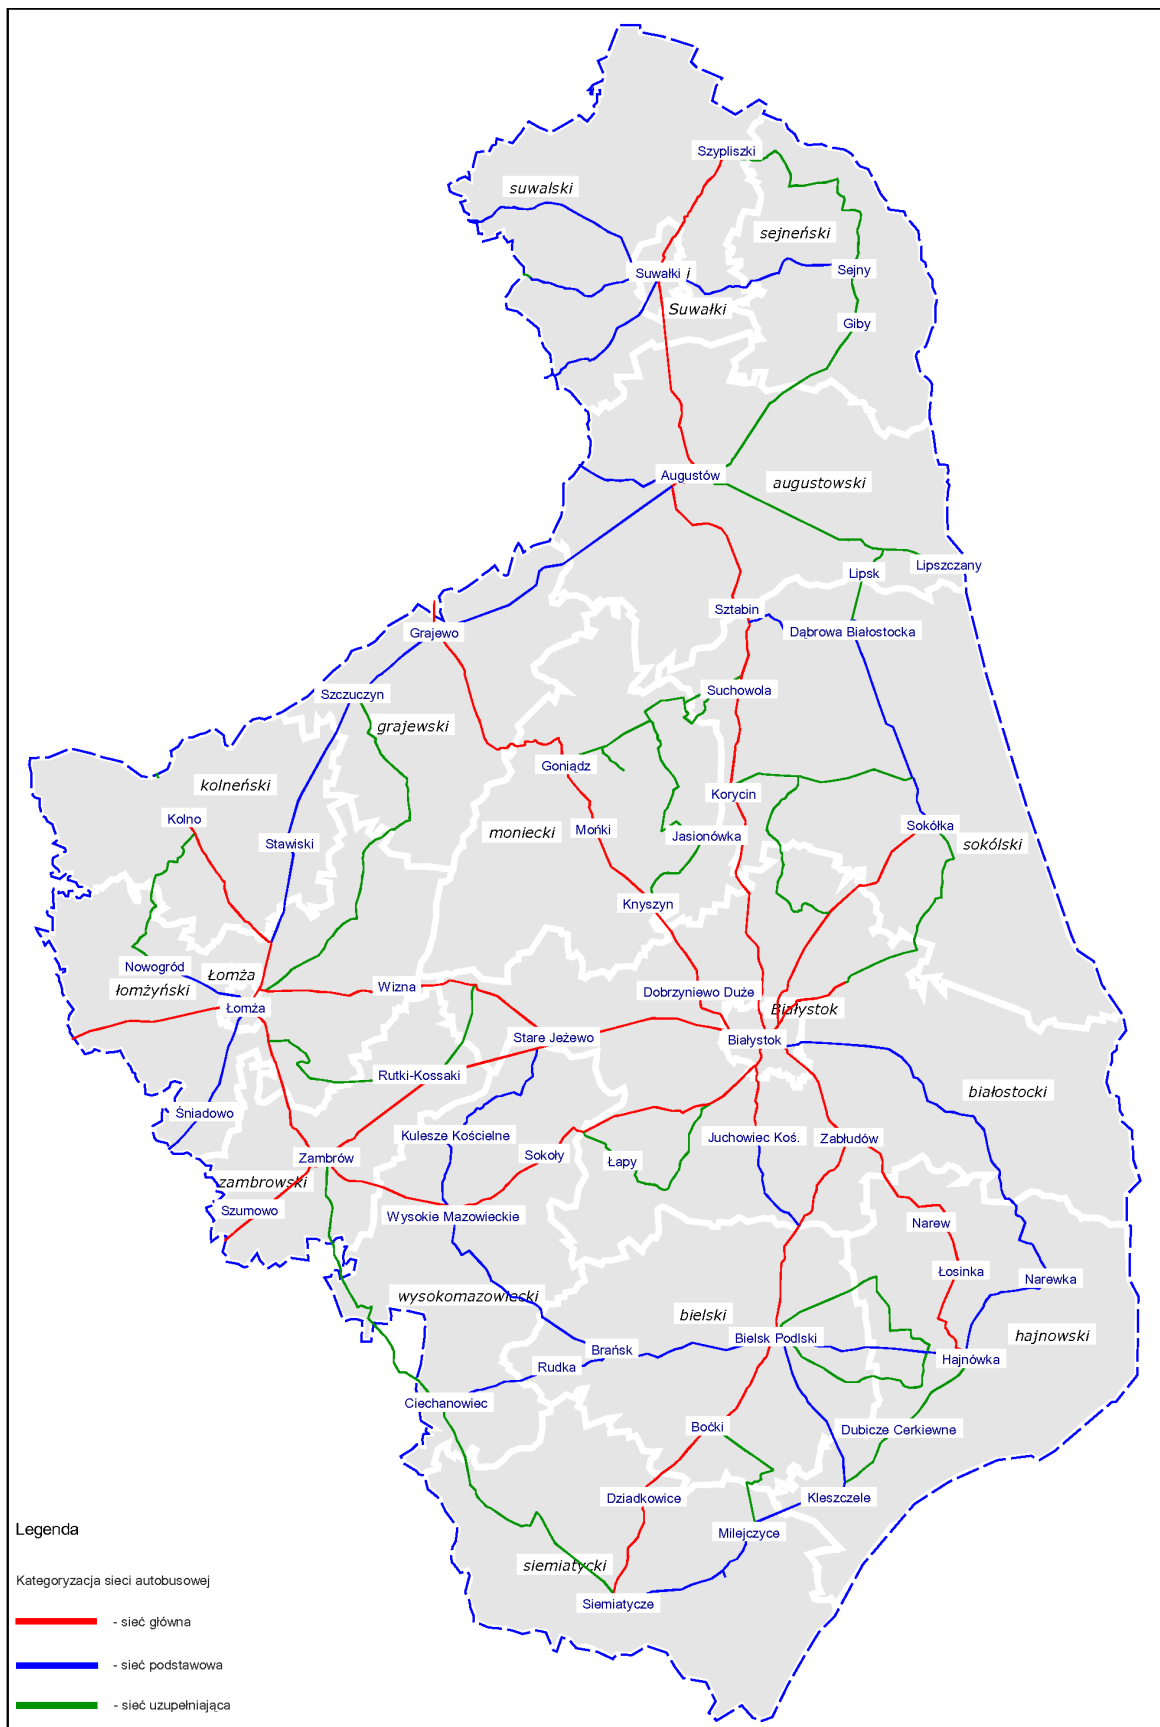 Szypliszki
suwalski
sejneński
Suwałki i
Sejny
Suwałki
Giby
Augustów
augustowski
Lipszczany
Lipsk
Sztabin
Grajewo
Dąbrowa Białostocka
Szczuczyn
Suchowola
grajewski
Goniądz
kolneński
Korycin
Kolno
Sokółka
Mońki
moniecki
Jasionówka
Stawiski
sokólski
Knyszyn
Nowogród
Łomża
łomżyński
Wizna
Dobrzyniewo Duże
Łomża
Białystok
Stare Jeżewo
Białystok
Rutki-Kossaki
białostocki
Śniadowo
Kulesze Kościelne
Juchowiec Koś.
Zabłudów
Zambrów
Sokoły
Łapy
zambrowski
Szumowo
Wysokie Mazowieckie
Narew
Łosinka
Narewka
wysokomazowiecki
bielski
Bielsk Podlski
hajnowski
Brańsk
Rudka
Hajnówka
Ciechanowiec
Boćki
Dubicze Cerkiewne
Dziadkowice
Kleszczele
Milejczyce
siemiatycki
Siemiatycze
Legenda
Kategoryzacja sieci autobusowej
- sieć główna
- sieć podstawowa
- sieć uzupełniająca